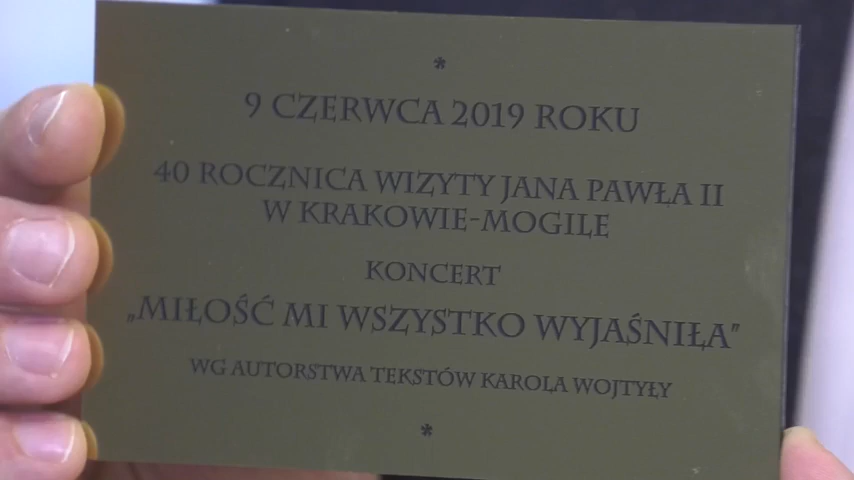 *
9 CZERWCA 2019 ROKU
40 ROCZNICA WIZYTY JANA PAWŁA II
W KRAKOWIE-MOGILE
KONCERT
„MIŁOŚĆ MI WSZYSTKO WYJAŚNIŁA”
WG AUTORSTWA TEKSTÓW KAROLA WOJTYŁY
*